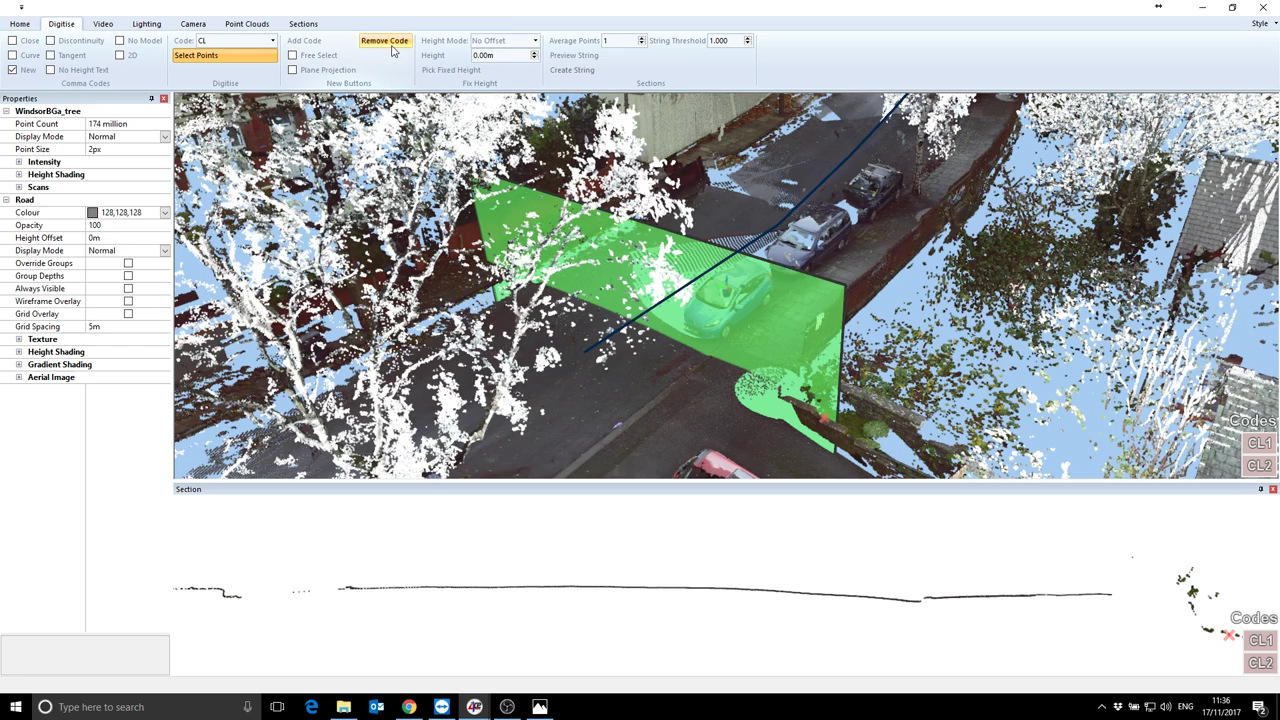 Home Digitise Video Lighting Camera Point Clouds Sections Style
Close Discontinuity No Model Code: CL Add Code Remove Code Height Mode: No Offset Average Points 1 String Threshold 1.000
Curve Tangent 2D Select Points Free Select Height 0.00m Preview String
New No Height Text Plane Projection Pick Fixed Height Create String
Comma Codes Digitise New Buttons Fix Height Sections
Properties
WindsorBGa_tree
Point Count 174 million
Display Mode Normal
Point Size 2px
Intensity
Height Shading
Scans
Road
Colour 128,128,128
Opacity 100
Height Offset 0m
Display Mode Normal
Override Groups
Group Depths
Always Visible
Wireframe Overlay
Grid Overlay
Grid Spacing 5m
Texture
Height Shading
Gradient Shading
Aerial Image
Codes
CL1
CL2
Section
Codes
CL1
CL2
Type here to search
11:36
17/11/2017
2